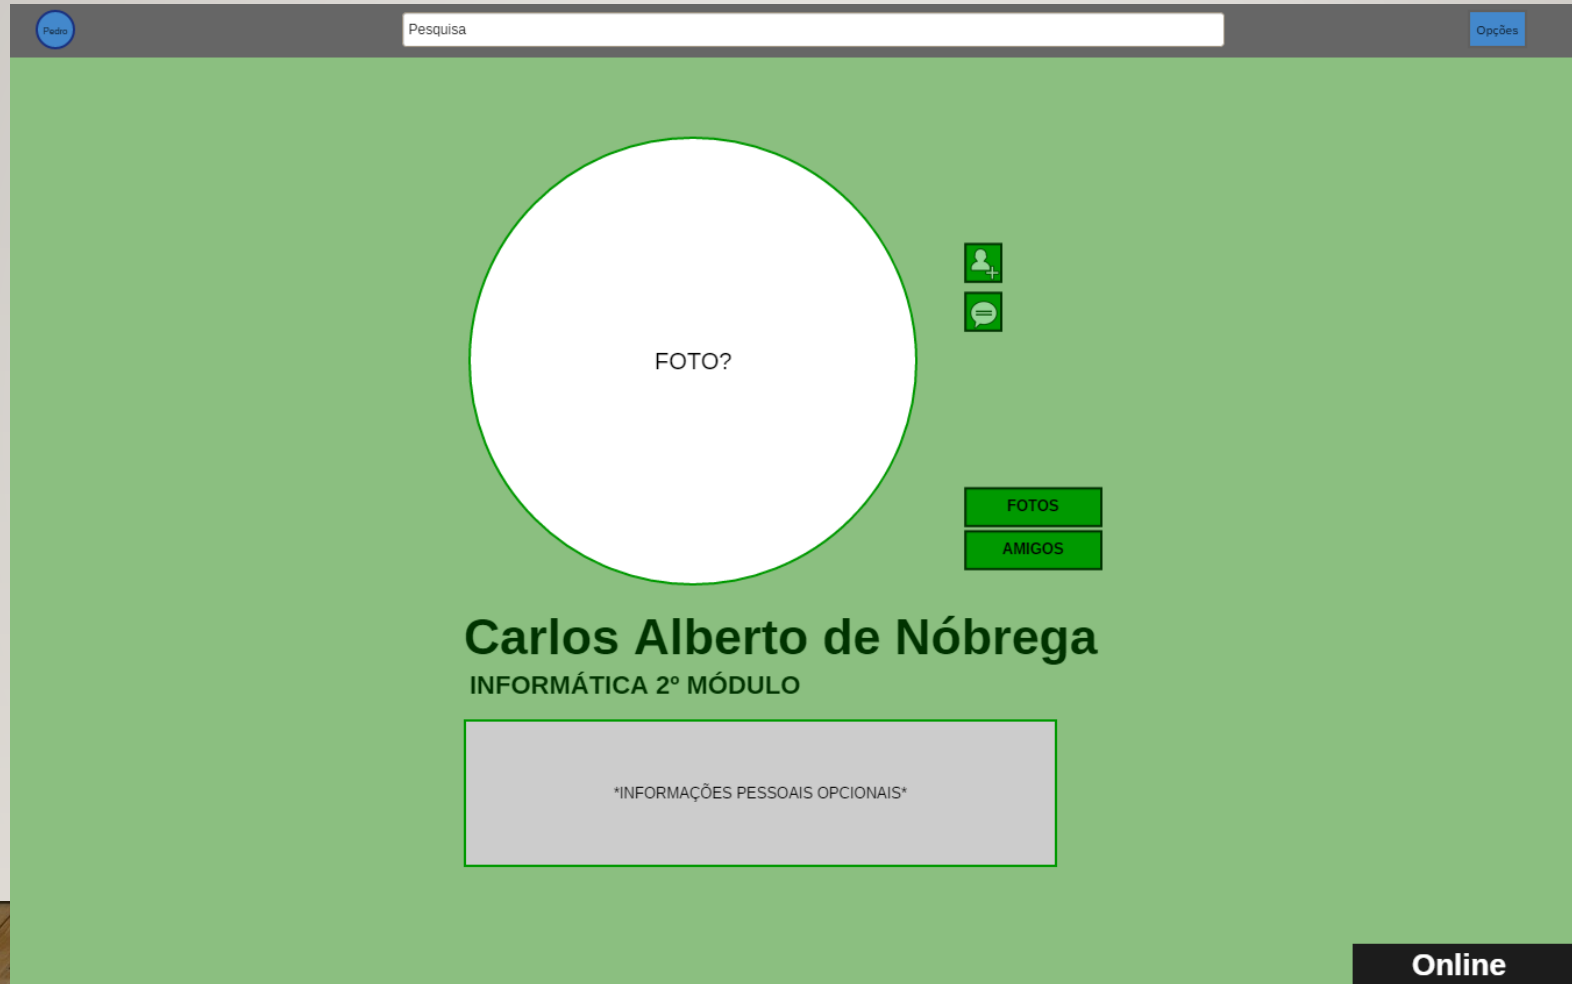 Pedro
Pesquisa
Opções
FOTO?
FOTOS
AMIGOS
Carlos Alberto de Nóbrega
INFORMÁTICA 2º MÓDULO
*INFORMAÇÕES PESSOAIS OPCIONAIS*
Online